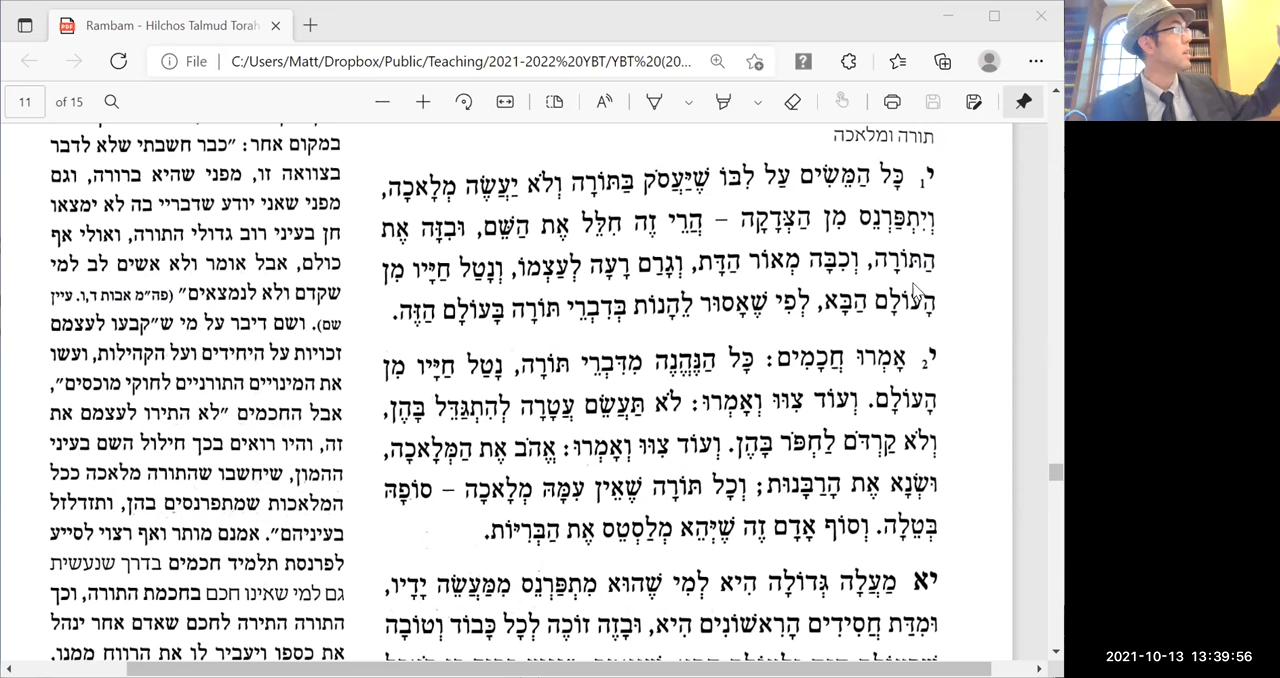 Rambam - Hilchos Talmud Torah
File
C:/Users/Matt/Dropbox/Public/Teaching/2021-2022%20YBT/YBT%20(20...
11 of 15
תורה ומלאכה
י1 כָּל הַמֵּשִׂים עַל לִבּוֹ שֶׁיַּעֲסֹק בַּתּוֹרָה וְלֹא יַעֲשֶׂה מְלָאכָה,
וְיִתְפַּרְנֵס מִן הַצְּדָקָה – הֲרֵי זֶה חִלֵּל אֶת הַשֵּׁם, וּבִזָּה אֶת
הַתּוֹרָה, וְכִבָּה מְאוֹר הַדָּת, וְגָרַם רָעָה לְעַצְמוֹ, וְנָטַל חַיָּיו מִן
הָעוֹלָם הַבָּא, לְפִי שֶׁאָסוּר לֵהָנוֹת בְּדִבְרֵי תּוֹרָה בָּעוֹלָם הַזֶּה.
י2 אָמְרוּ חֲכָמִים: כָּל הַנֶּהֱנֶה מִדִּבְרֵי תּוֹרָה, נָטַל חַיָּיו מִן
הָעוֹלָם. וְעוֹד צִוּוּ וְאָמְרוּ: לֹא תַּעֲשֵׂם עֲטָרָה לְהִתְגַּדֵּל בָּהֶן,
וְלֹא קַרְדֹּם לַחְפֹּר בָּהֶן. וְעוֹד צִוּוּ וְאָמְרוּ: אֱהֹב אֶת הַמְּלָאכָה,
וּשְׂנָא אֶת הָרַבָּנוּת; וְכָל תּוֹרָה שֶׁאֵין עִמָּהּ מְלָאכָה – סוֹפָהּ
בְּטֵלָה. וְסוֹף אָדָם זֶה שֶׁיְּהֵא מְלַסְטֵס אֶת הַבְּרִיּוֹת.
יא מַעֲלָה גְּדוֹלָה הִיא לְמִי שֶׁהוּא מִתְפַּרְנֵס מִמַּעֲשֵׂה יָדָיו,
וּמִדַּת חֲסִידִים הָרִאשׁוֹנִים הִיא, וּבָזֶה זוֹכֶה לְכָל כָּבוֹד וְטוֹבָה
במקום אחר: "כבר חשבתי שלא לדבר
בצוואה זו, מפני שהיא ברורה, וגם
מפני שאני יודע שדבריי בה לא ימצאו
חן בעיני רוב גדולי התורה, ואולי אף
כולם, אבל אומר ולא אשים לב למי
שקדם ולא לנמצאים" (פה"מ אבות ד,ו. עיין
שם). ושם דיבר על מי ש"קבעו לעצמם
זכויות על היחידים ועל הקהילות, ועשו
את המינויים התורניים לחוקי מוכסים",
אבל החכמים "לא התירו לעצמם את
זה, והיו רואים בכך חילול השם בעיני
ההמון, שיחשבו שהתורה מלאכה ככל
המלאכות שמתפרנסים בהן, ותזדלזל
בעיניהם". אמנם מותר ואף רצוי לסייע
לפרנסת תלמיד חכמים בדרך שנעשית
גם למי שאינו חכם בחכמת התורה, וכך
התורה התירה לחכם שאדם אחר ינהל
את כספו ויעביר לו את הרווח ממנו,
2021-10-13 13:39:56